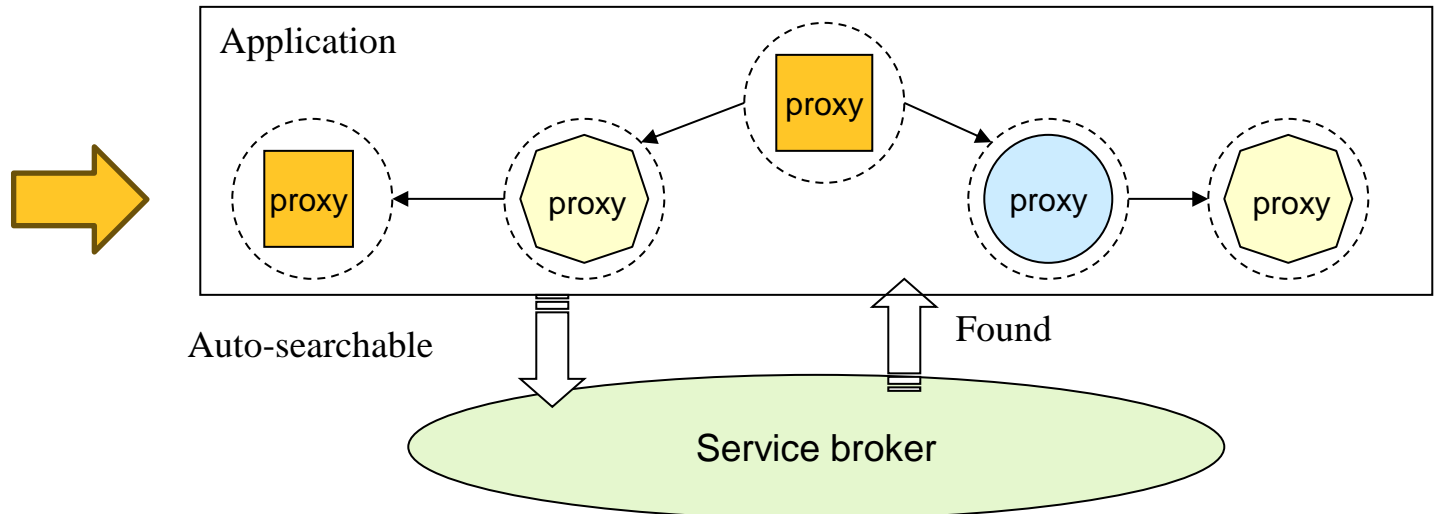 Application
proxy
proxy
proxy
proxy
proxy
Auto-searchable
Found
Service broker